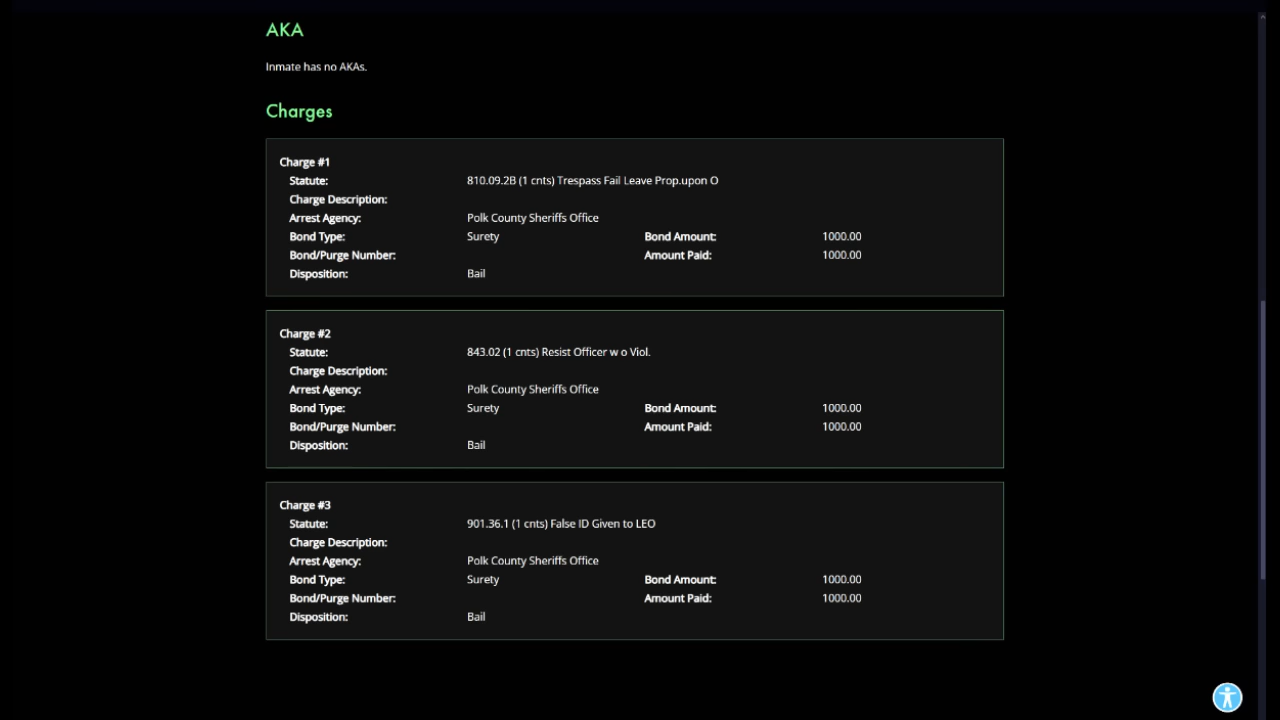 AKA
Inmate has no AKAs.
Charges
Charge #1
Statute: 810.09.2B (1 cnts) Trespass Fail Leave Prop.upon O
Charge Description:
Arrest Agency: Polk County Sheriffs Office
Bond Type: Surety Bond Amount: 1000.00
Bond/Purge Number: Amount Paid: 1000.00
Disposition: Bail
Charge #2
Statute: 843.02 (1 cnts) Resist Officer w o Viol.
Charge Description:
Arrest Agency: Polk County Sheriffs Office
Bond Type: Surety Bond Amount: 1000.00
Bond/Purge Number: Amount Paid: 1000.00
Disposition: Bail
Charge #3
Statute: 901.36.1 (1 cnts) False ID Given to LEO
Charge Description:
Arrest Agency: Polk County Sheriffs Office
Bond Type: Surety Bond Amount: 1000.00
Bond/Purge Number: Amount Paid: 1000.00
Disposition: Bail